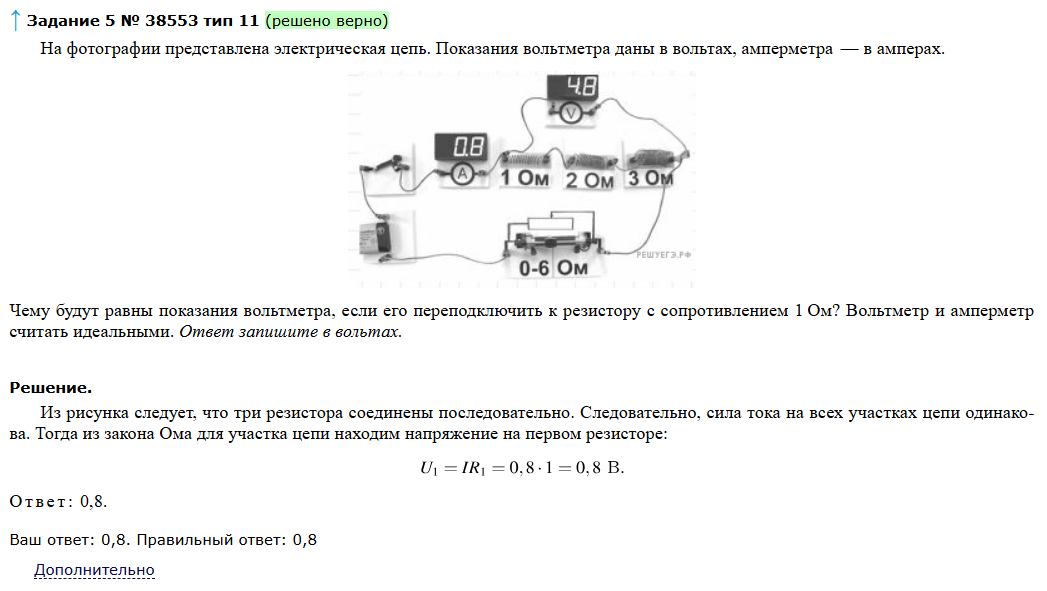 Задание 5 № 38553 тип 11 (решено верно)
На фотографии представлена электрическая цепь. Показания вольтметра даны в вольтах, амперметра — в амперах.
4.8
V
0.8
A
1 Ом 2 Ом 3 Ом
РЕШУЕГЭ.РФ
0-6 Ом
Чему будут равны показания вольтметра, если его переподключить к резистору с сопротивлением 1 Ом? Вольтметр и амперметр
считать идеальными. Ответ запишите в вольтах.
Решение.
Из рисунка следует, что три резистора соединены последовательно. Следовательно, сила тока на всех участках цепи одинако-
ва. Тогда из закона Ома для участка цепи находим напряжение на первом резисторе:
U₁ = IR₁ = 0,8 · 1 = 0,8 В.
Ответ: 0,8.
Ваш ответ: 0,8. Правильный ответ: 0,8
Дополнительно